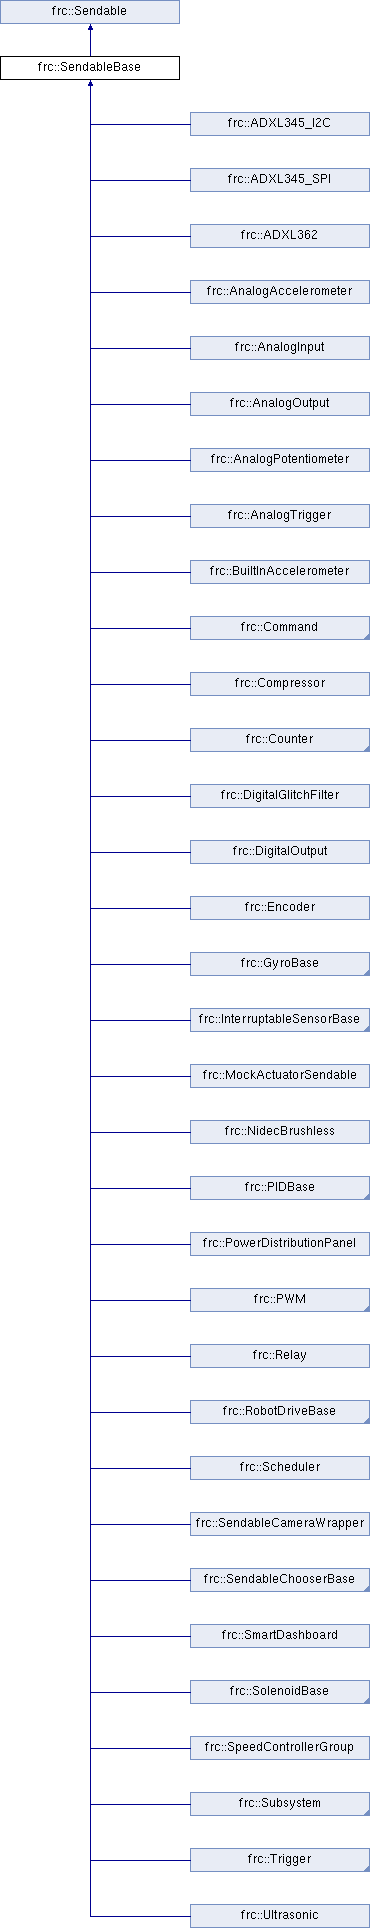 frc::Sendable
frc::SendableBase
frc::ADXL345_I2C
frc::ADXL345_SPI
frc::ADXL362
frc::AnalogAccelerometer
frc::AnalogInput
frc::AnalogOutput
frc::AnalogPotentiometer
frc::AnalogTrigger
frc::BuiltInAccelerometer
frc::Command
frc::Compressor
frc::Counter
frc::DigitalGlitchFilter
frc::DigitalOutput
frc::Encoder
frc::GyroBase
frc::InterruptableSensorBase
frc::MockActuatorSendable
frc::NidecBrushless
frc::PIDBase
frc::PowerDistributionPanel
frc::PWM
frc::Relay
frc::RobotDriveBase
frc::Scheduler
frc::SendableCameraWrapper
frc::SendableChooserBase
frc::SmartDashboard
frc::SolenoidBase
frc::SpeedControllerGroup
frc::Subsystem
frc::Trigger
frc::Ultrasonic